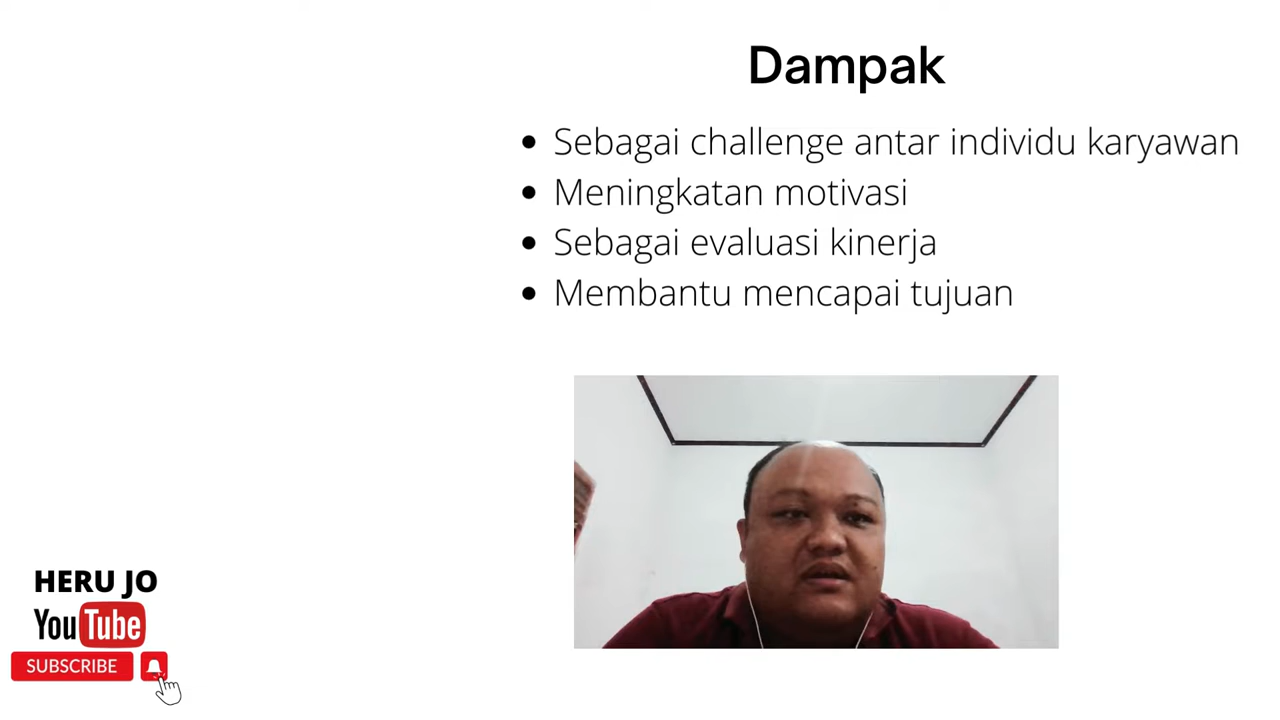 Dampak
Sebagai challenge antar individu karyawan
Meningkatan motivasi
Sebagai evaluasi kinerja
Membantu mencapai tujuan
HERU JO
YouTube
SUBSCRIBE